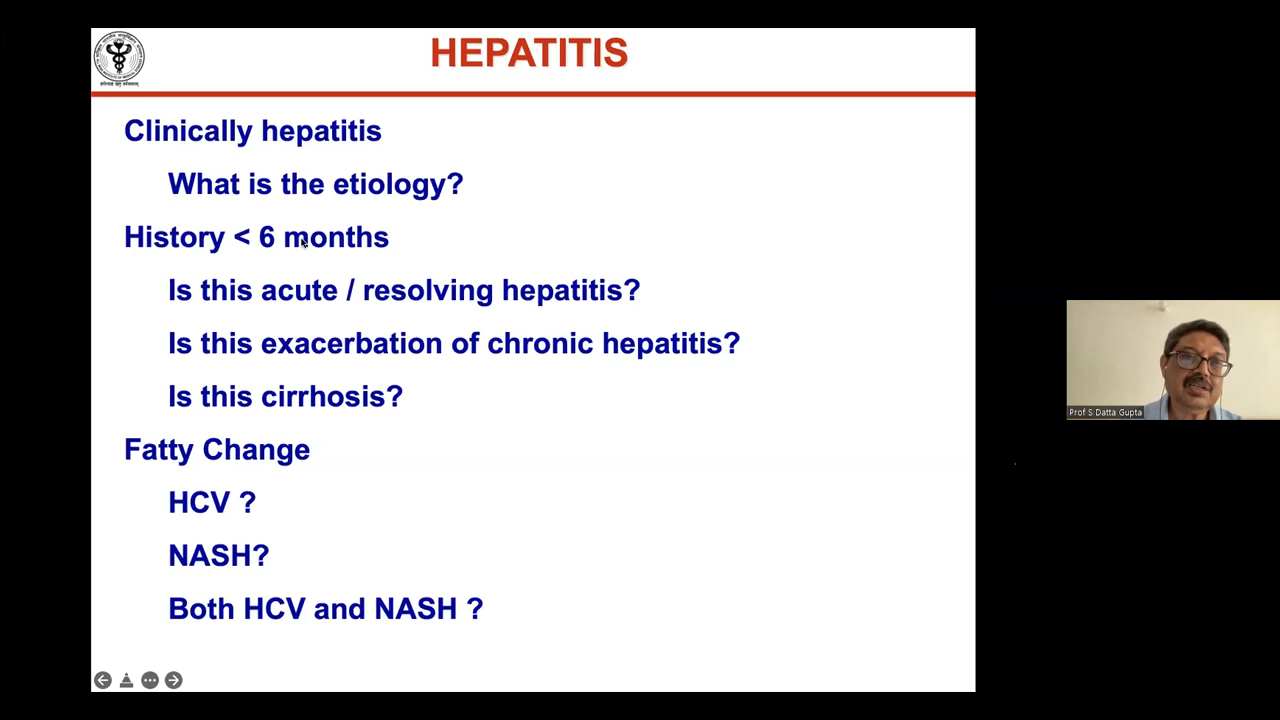 HEPATITIS
Clinically hepatitis
What is the etiology?
History < 6 months
Is this acute / resolving hepatitis?
Is this exacerbation of chronic hepatitis?
Is this cirrhosis?
Fatty Change
HCV ?
NASH?
Both HCV and NASH ?
Prof S Datta Gupta